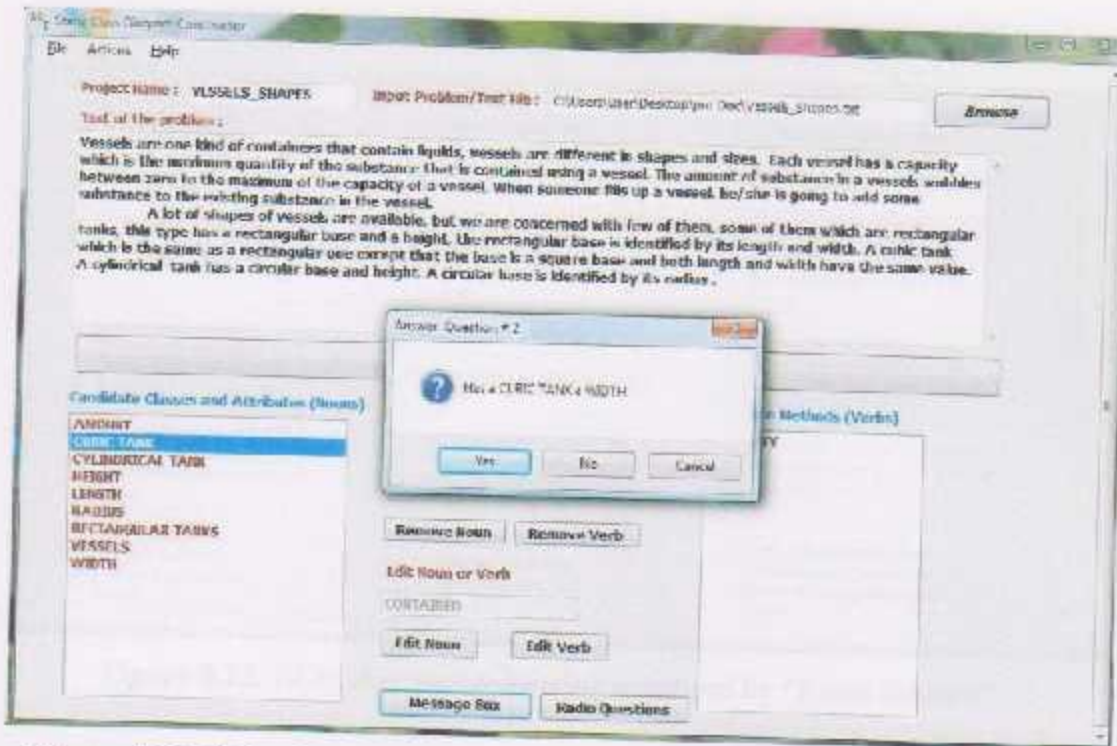 Class Diagram Constructor
File Actions Help
Project Name : VESSELS_SHAPES Input Problem/Text File : C:\Users\User\Desktop\ Browse
Text of the problem :
Vessels are one kind of containers that contain liquids, vessels are different in shapes and sizes. Each vessel has a capacity
which is the maximum quantity of the substance that is contained using a vessel. The amount of substance in a vessels wobbles
between zero to the maximum of the capacity of a vessel. When someone fills up a vessel, he/she is going to add some
substance to the existing substance in the vessel.
A lot of shapes of vessels are available, but we are concerned with few of them, some of them which are rectangular
tanks, this type has a rectangular base and a height, the rectangular base is identified by its length and width. A cubic tank
which is the same as a rectangular one except that the base is a square base and both length and width have the same value.
A cylindrical tank has a circular base and height. A circular base is identified by its radius .
Answer Question # 2
Has a CUBIC TANK a WIDTH
Yes No Cancel
Candidate Classes and Attributes (Nouns)
Methods (Verbs)
AMOUNT
CUBIC TANK
CYLINDRICAL TANK
HEIGHT
LENGTH
RADIUS
RECTANGULAR TANKS
VESSELS
WIDTH
Remove Noun Remove Verb
Edit Noun or Verb
CONTAINED
Edit Noun Edit Verb
Message Box Radio Questions